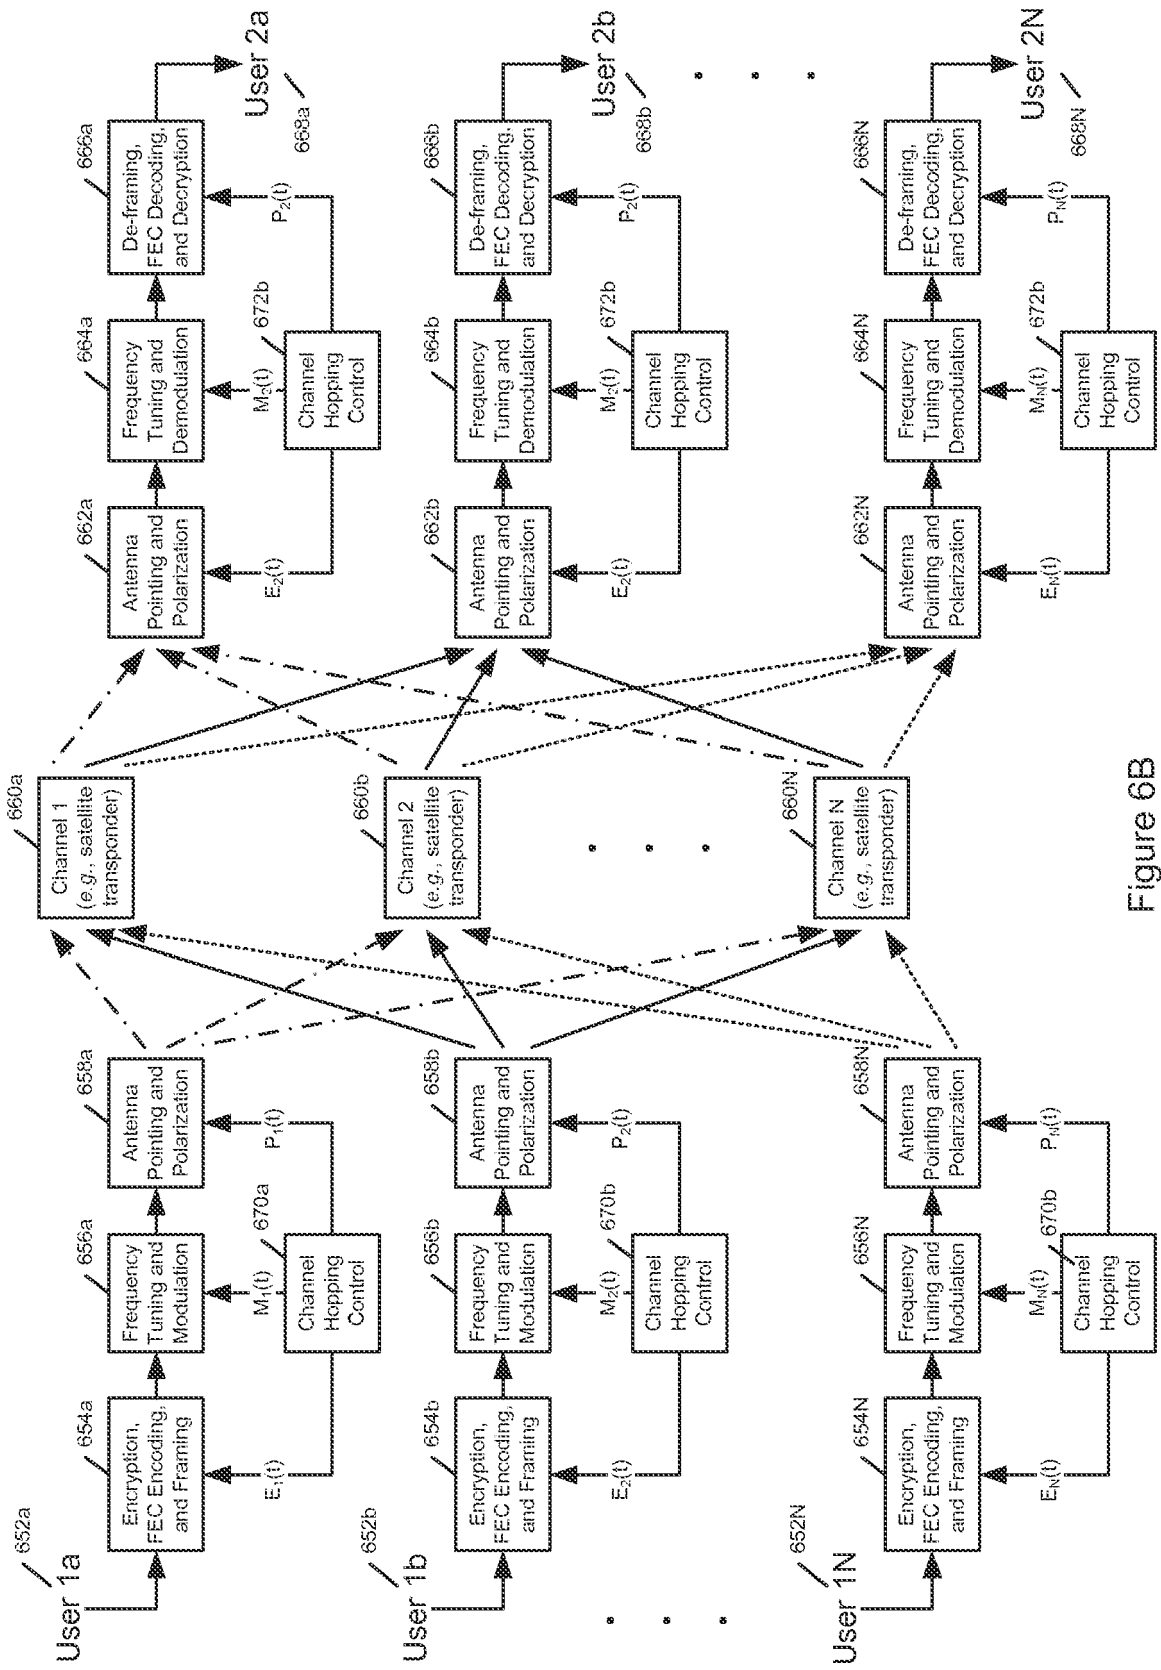 652a
User 1a
654a
Encryption,
FEC Encoding,
and Framing
656a
Frequency
Tuning and
Modulation
658a
Antenna
Pointing and
Polarization
E₁(t)
M₁(t)
P₁(t)
670a
Channel
Hopping
Control
660a
Channel 1
(e.g., satellite
transponder)
662a
Antenna
Pointing and
Polarization
664a
Frequency
Tuning and
Demodulation
666a
De-framing,
FEC Decoding,
and Decryption
User 2a
668a
E₂(t)
M₂(t)
P₂(t)
672b
Channel
Hopping
Control
652b
User 1b
654b
Encryption,
FEC Encoding,
and Framing
656b
Frequency
Tuning and
Modulation
658b
Antenna
Pointing and
Polarization
E₂(t)
M₂(t)
P₂(t)
670b
Channel
Hopping
Control
660b
Channel 2
(e.g., satellite
transponder)
662b
Antenna
Pointing and
Polarization
664b
Frequency
Tuning and
Demodulation
666b
De-framing,
FEC Decoding,
and Decryption
User 2b
668b
E₂(t)
M₂(t)
P₂(t)
672b
Channel
Hopping
Control
652N
User 1N
654N
Encryption,
FEC Encoding,
and Framing
656N
Frequency
Tuning and
Modulation
658N
Antenna
Pointing and
Polarization
E_N(t)
M_N(t)
P_N(t)
670b
Channel
Hopping
Control
660N
Channel N
(e.g., satellite
transponder)
662N
Antenna
Pointing and
Polarization
664N
Frequency
Tuning and
Demodulation
666N
De-framing,
FEC Decoding,
and Decryption
User 2N
668N
E_N(t)
M_N(t)
P_N(t)
672b
Channel
Hopping
Control
Figure 6B